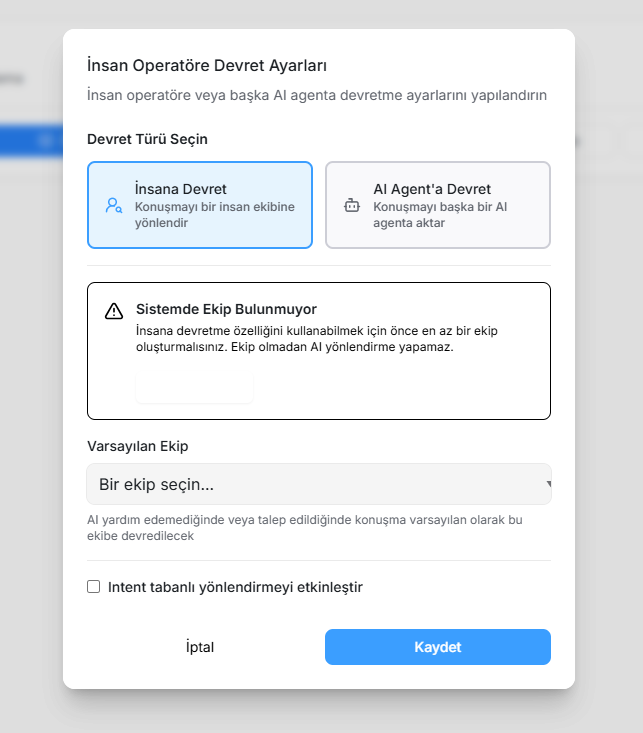 İnsan Operatöre Devret Ayarları
İnsan operatöre veya başka AI agenta devretme ayarlarını yapılandırın
Devret Türü Seçin
İnsana Devret
Konuşmayı bir insan ekibine
yönlendir
AI Agent'a Devret
Konuşmayı başka bir AI
agenta aktar
Sistemde Ekip Bulunmuyor
İnsana devretme özelliğini kullanabilmek için önce en az bir ekip
oluşturmalısınız. Ekip olmadan AI yönlendirme yapamaz.
Varsayılan Ekip
Bir ekip seçin...
AI yardım edemediğinde veya talep edildiğinde konuşma varsayılan olarak bu
ekibe devredilecek
Intent tabanlı yönlendirmeyi etkinleştir
İptal
Kaydet